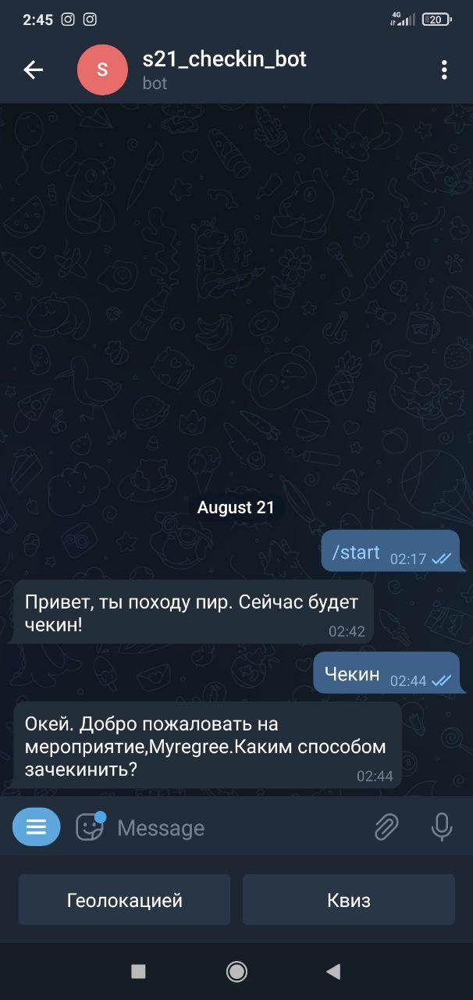 2:45
4G
20
S
s21_checkin_bot
bot
August 21
/start 02:17
Привет, ты походу пир. Сейчас будет
чекин!
02:42
Чекин 02:44
Окей. Добро пожаловать на
мероприятие,Myregree.Каким способом
зачекинить?
02:44
Message
Геолокацией
Квиз